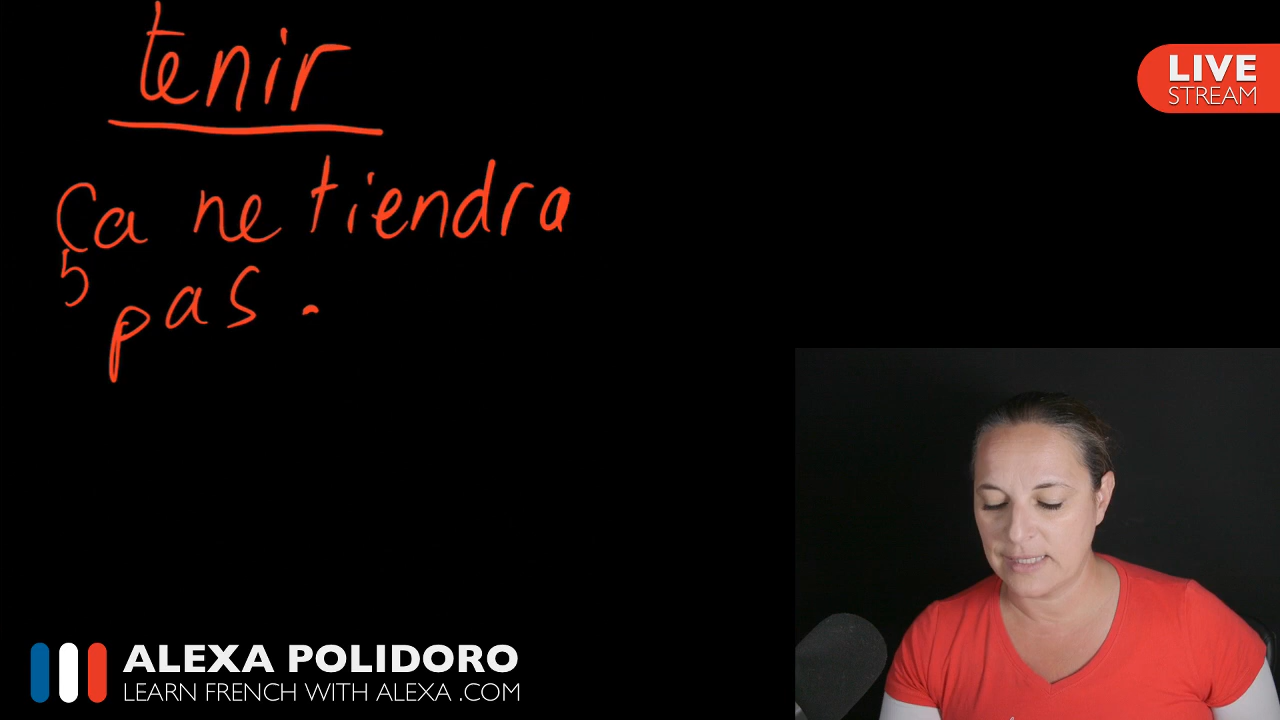 tenir
Ça ne tiendra
pas.
LIVE
STREAM
ALEXA POLIDORO
LEARN FRENCH WITH ALEXA .COM